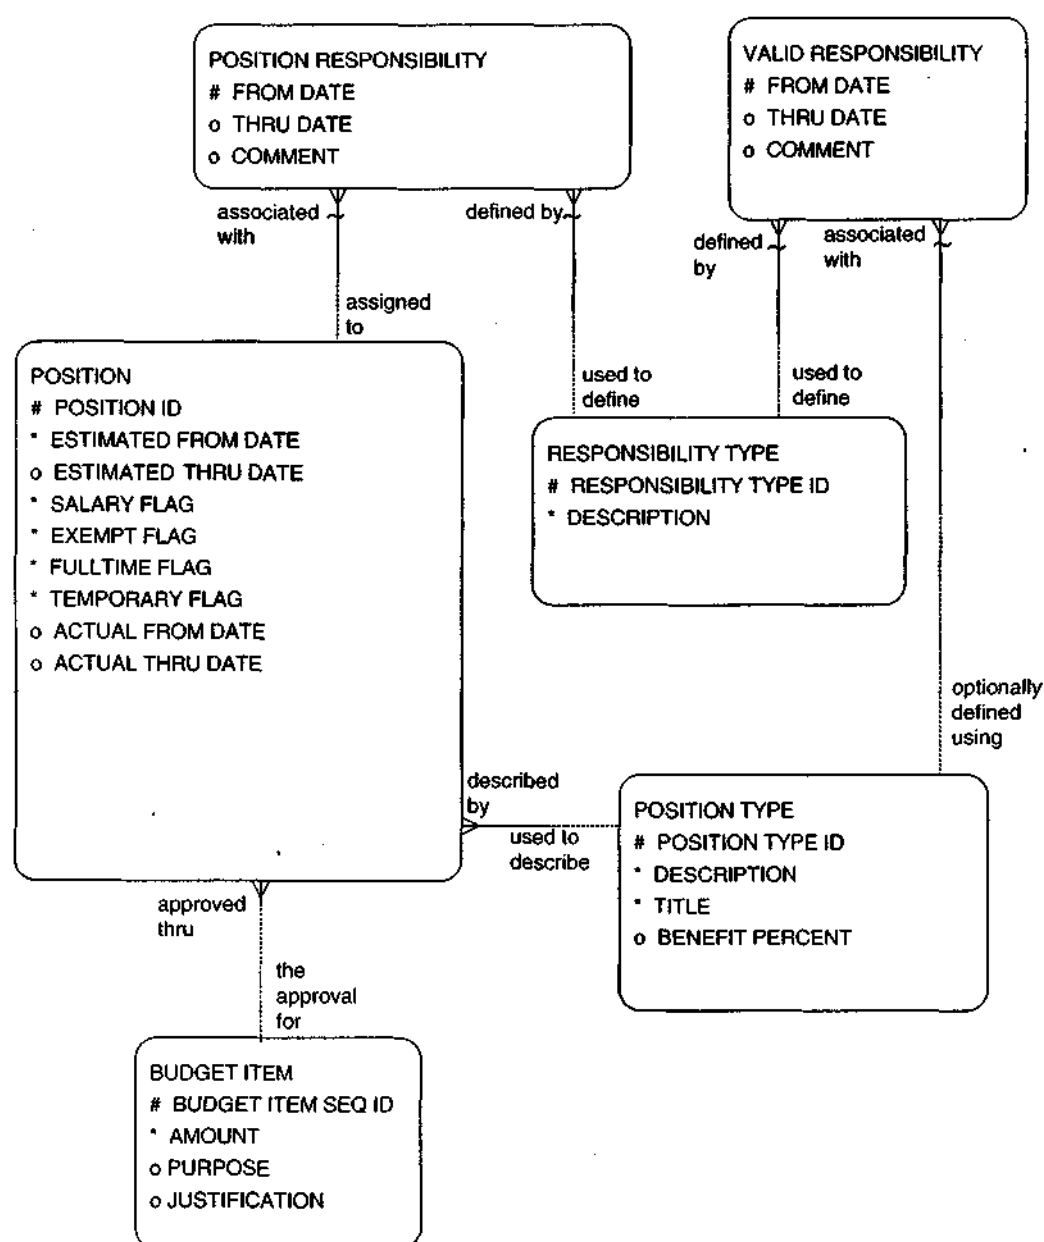 POSITION RESPONSIBILITY
# FROM DATE
o THRU DATE
o COMMENT
VALID RESPONSIBILITY
# FROM DATE
o THRU DATE
o COMMENT
associated
with
defined by
defined
by
associated
with
assigned
to
used to
define
used to
define
POSITION
# POSITION ID
* ESTIMATED FROM DATE
o ESTIMATED THRU DATE
* SALARY FLAG
* EXEMPT FLAG
* FULLTIME FLAG
* TEMPORARY FLAG
o ACTUAL FROM DATE
o ACTUAL THRU DATE
RESPONSIBILITY TYPE
# RESPONSIBILITY TYPE ID
* DESCRIPTION
optionally
defined
using
described
by
used to
describe
POSITION TYPE
# POSITION TYPE ID
* DESCRIPTION
* TITLE
o BENEFIT PERCENT
approved
thru
the
approval
for
BUDGET ITEM
# BUDGET ITEM SEQ ID
* AMOUNT
o PURPOSE
o JUSTIFICATION